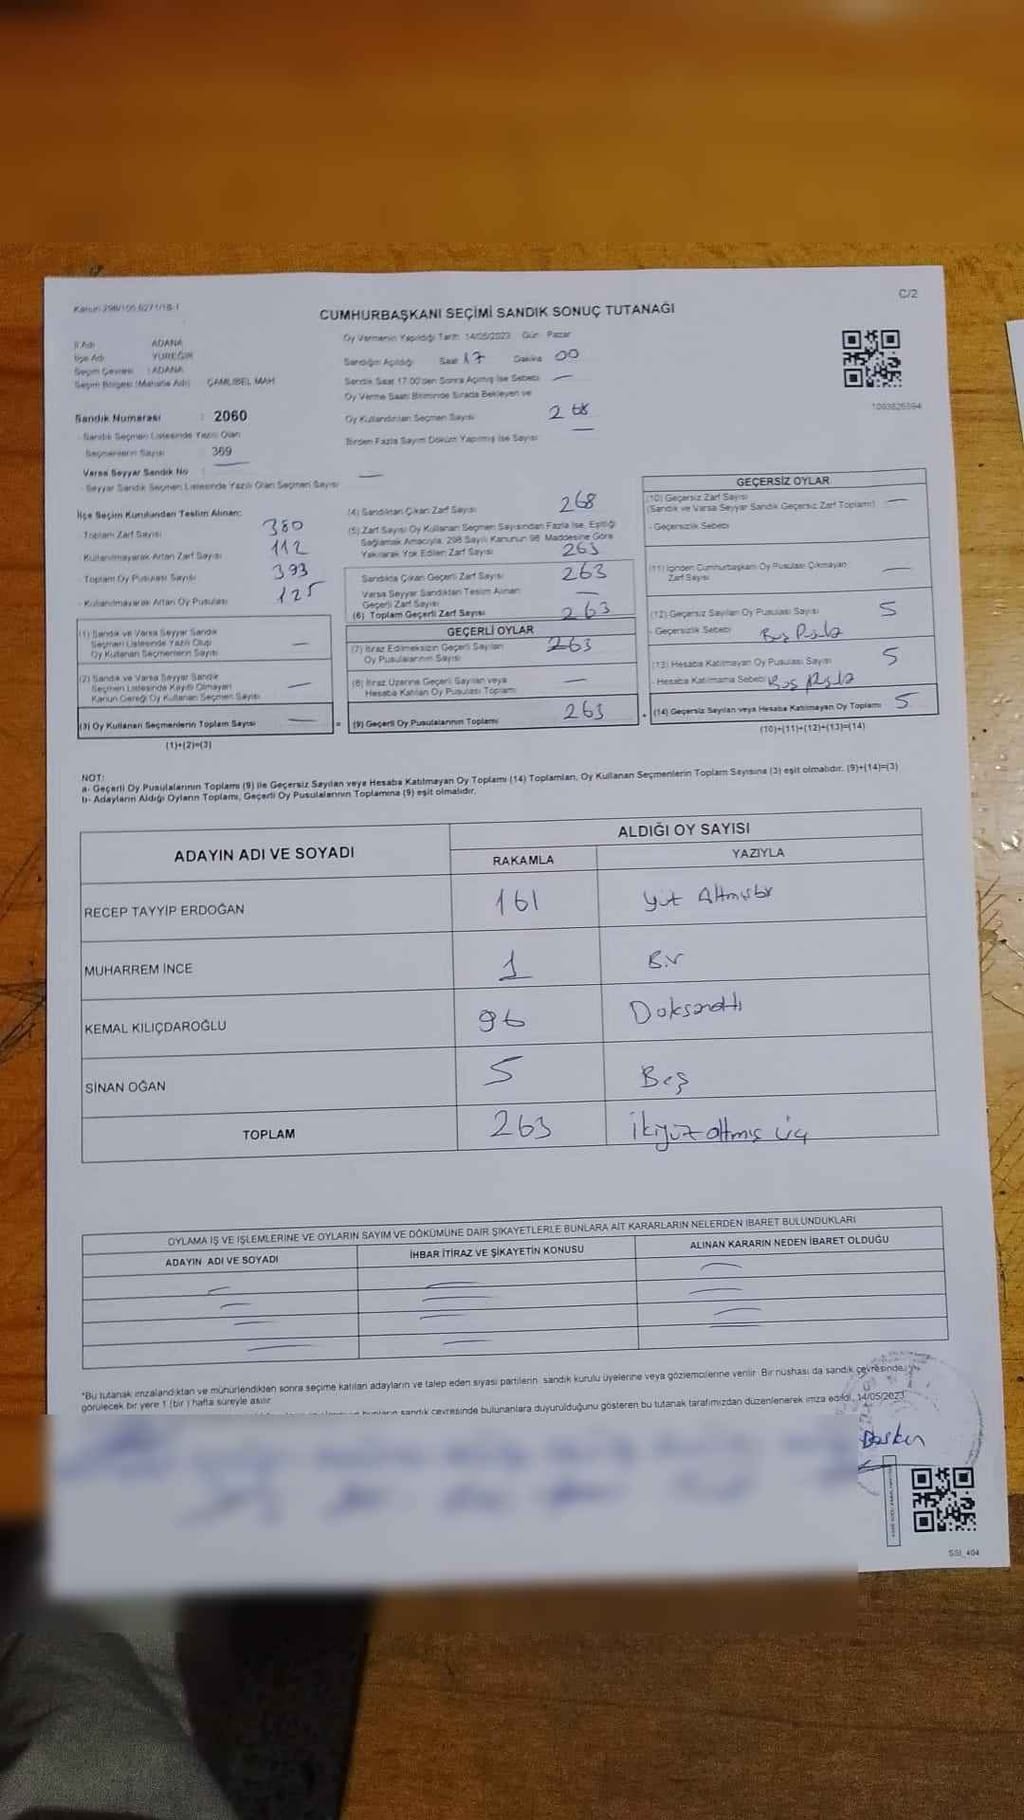 C/2
CUMHURBAŞKANI SEÇİMİ SANDIK SONUÇ TUTANAĞI
İl Adı : ADANA
İlçe Adı : YÜREĞİR
Seçim Çevresi : ADANA
Seçim Bölgesi (Mahalle Adı) : ÇAMLIBEL MAH.
Sandık Numarası : 2060
- Sandık Seçmen Listesinde Yazılı Olan
Seçmenlerin Sayısı 369
Varsa Seyyar Sandık No :
- Seyyar Sandık Seçmen Listesinde Yazılı Olan Seçmen Sayısı —
Oy Vermenin Yapıldığı Tarih: 14/05/2023 Gün: Pazar
Sandığın Açıldığı Saat 17 Dakika 00
Sandık Saat 17.00'den Sonra Açılmış İse Sebebi —
Oy Verme Saati Bitiminde Sırada Bekleyen ve
Oy Kullandırılan Seçmen Sayısı 268
Birden Fazla Sayım Döküm Yapılmış İse Sayısı —
1003826594
İlçe Seçim Kurulundan Teslim Alınan:
Toplam Zarf Sayısı 380
- Kullanılmayarak Artan Zarf Sayısı 112
- Toplam Oy Pusulası Sayısı 393
- Kullanılmayarak Artan Oy Pusulası 125
(1) Sandık ve Varsa Seyyar Sandık
Seçmen Listesinde Yazılı Olup
Oy Kullanan Seçmenlerin Sayısı —
(2) Sandık ve Varsa Seyyar Sandık
Seçmen Listesinde Kayıtlı Olmayan
Kanun Gereği Oy Kullanan Seçmen Sayısı —
(3) Oy Kullanan Seçmenlerin Toplam Sayısı —
(1)+(2)=(3)
(4) Sandıktan Çıkan Zarf Sayısı 268
(5) Zarf Sayısı Oy Kullanan Seçmen Sayısından Fazla İse, Eşitliği
Sağlamak Amacıyla, 298 Sayılı Kanunun 98. Maddesine Göre
Yakılarak Yok Edilen Zarf Sayısı 263
Sandıkta Çıkan Geçerli Zarf Sayısı 263
Varsa Seyyar Sandıktan Teslim Alınan
Geçerli Zarf Sayısı —
(6) Toplam Geçerli Zarf Sayısı 263
GEÇERLİ OYLAR
(7) İtiraz Edilmeksizin Geçerli Sayılan
Oy Pusulalarının Sayısı 263
(8) İtiraz Üzerine Geçerli Sayılan veya
Hesaba Katılan Oy Pusulası Toplamı —
= (9) Geçerli Oy Pusulalarının Toplamı 263
GEÇERSİZ OYLAR
(10) Geçersiz Zarf Sayısı —
(Sandık ve Varsa Seyyar Sandık Geçersiz Zarf Toplamı)
- Geçersizlik Sebebi
(11) İçinden Cumhurbaşkanı Oy Pusulası Çıkmayan
Zarf Sayısı —
(12) Geçersiz Sayılan Oy Pusulası Sayısı 5
- Geçersizlik Sebebi Boş Pusula
(13) Hesaba Katılmayan Oy Pusulası Sayısı 5
- Hesaba Katılmama Sebebi Boş Pusula
+ (14) Geçersiz Sayılan veya Hesaba Katılmayan Oy Toplamı 5
(10)+(11)+(12)+(13)=(14)
NOT:
a- Geçerli Oy Pusulalarının Toplamı (9) ile Geçersiz Sayılan veya Hesaba Katılmayan Oy Toplamı (14) Toplamları, Oy Kullanan Seçmenlerin Toplam Sayısına (3) eşit olmalıdır. (9)+(14)=(3)
b- Adayların Aldığı Oyların Toplamı, Geçerli Oy Pusulalarının Toplamına (9) eşit olmalıdır.
ADAYIN ADI VE SOYADI
ALDIĞI OY SAYISI
RAKAMLA YAZIYLA
RECEP TAYYİP ERDOĞAN 161 Yüz Altmışbir
MUHARREM İNCE 1 Bir
KEMAL KILIÇDAROĞLU 96 Doksanaltı
SİNAN OĞAN 5 Beş
TOPLAM 263 İkiyüz altmış üç
OYLAMA İŞ VE İŞLEMLERİNE VE OYLARIN SAYIM VE DÖKÜMÜNE DAİR ŞİKAYETLERLE BUNLARA AİT KARARLARIN NELERDEN İBARET BULUNDUKLARI
ADAYIN ADI VE SOYADI İHBAR İTİRAZ VE ŞİKAYETİN KONUSU ALINAN KARARIN NEDEN İBARET OLDUĞU
*Bu tutanak imzalandıktan ve mühürlendikten sonra seçime katılan adayların ve talep eden siyasi partilerin, sandık kurulu üyelerine veya gözlemcilerine verilir. Bir nüshası da sandık çevresinde
görülecek bir yere 1 (bir) hafta süreyle asılır.
sandık çevresinde bulunanlara duyurulduğunu gösteren bu tutanak tarafımızdan düzenlenerek imza edildi. 14/05/2023
Başkan
SSI_404